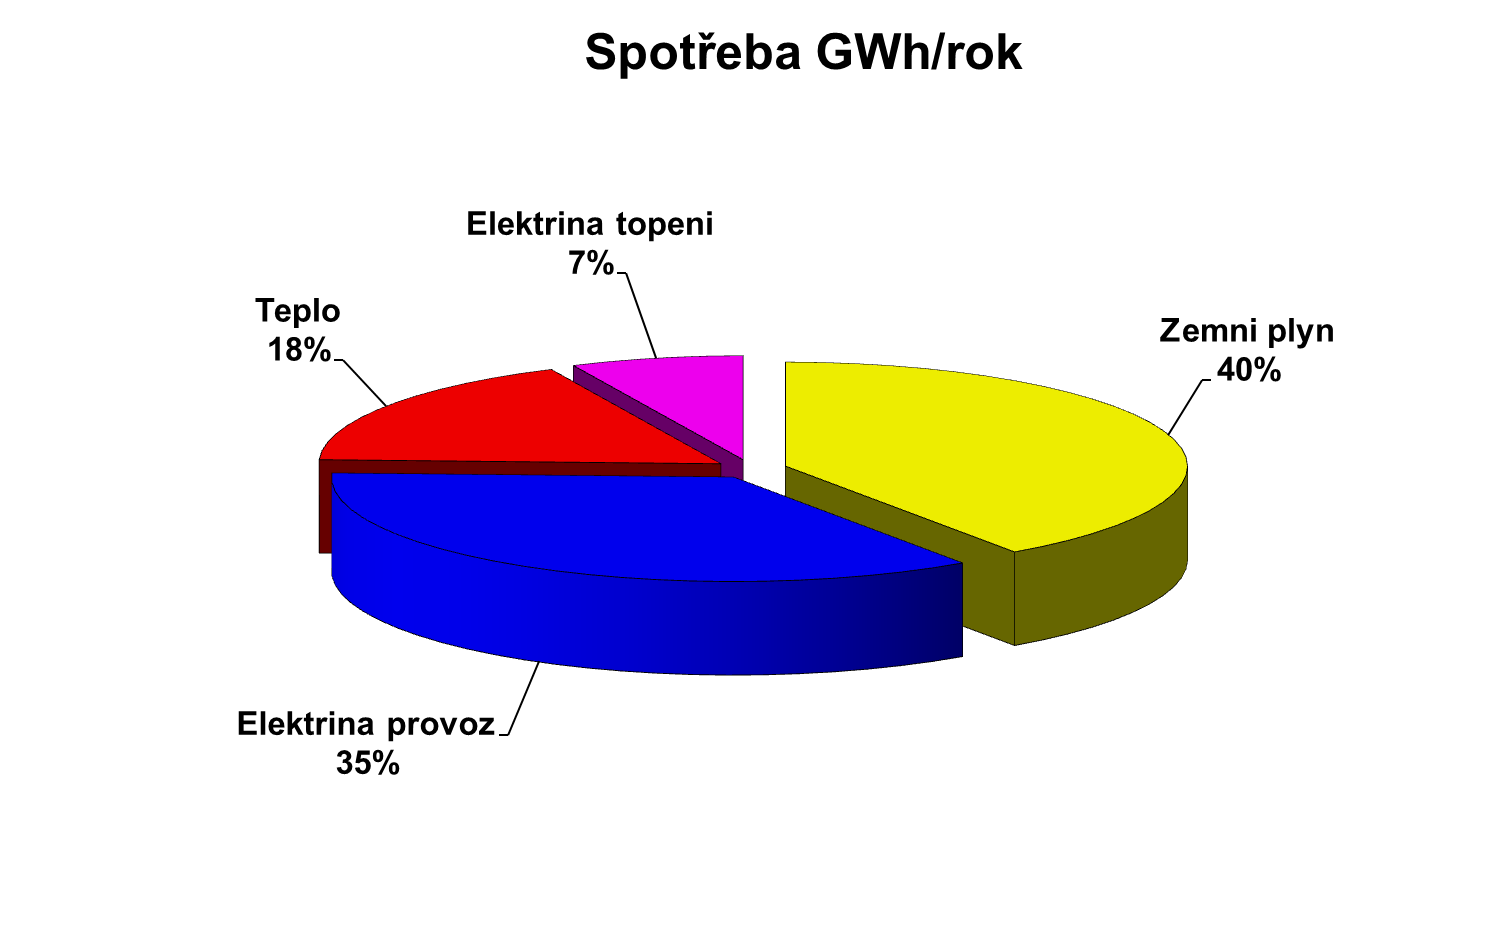 Spotřeba GWh/rok
Elektrina topeni
7%
Teplo
18%
Zemni plyn
40%
Elektrina provoz
35%